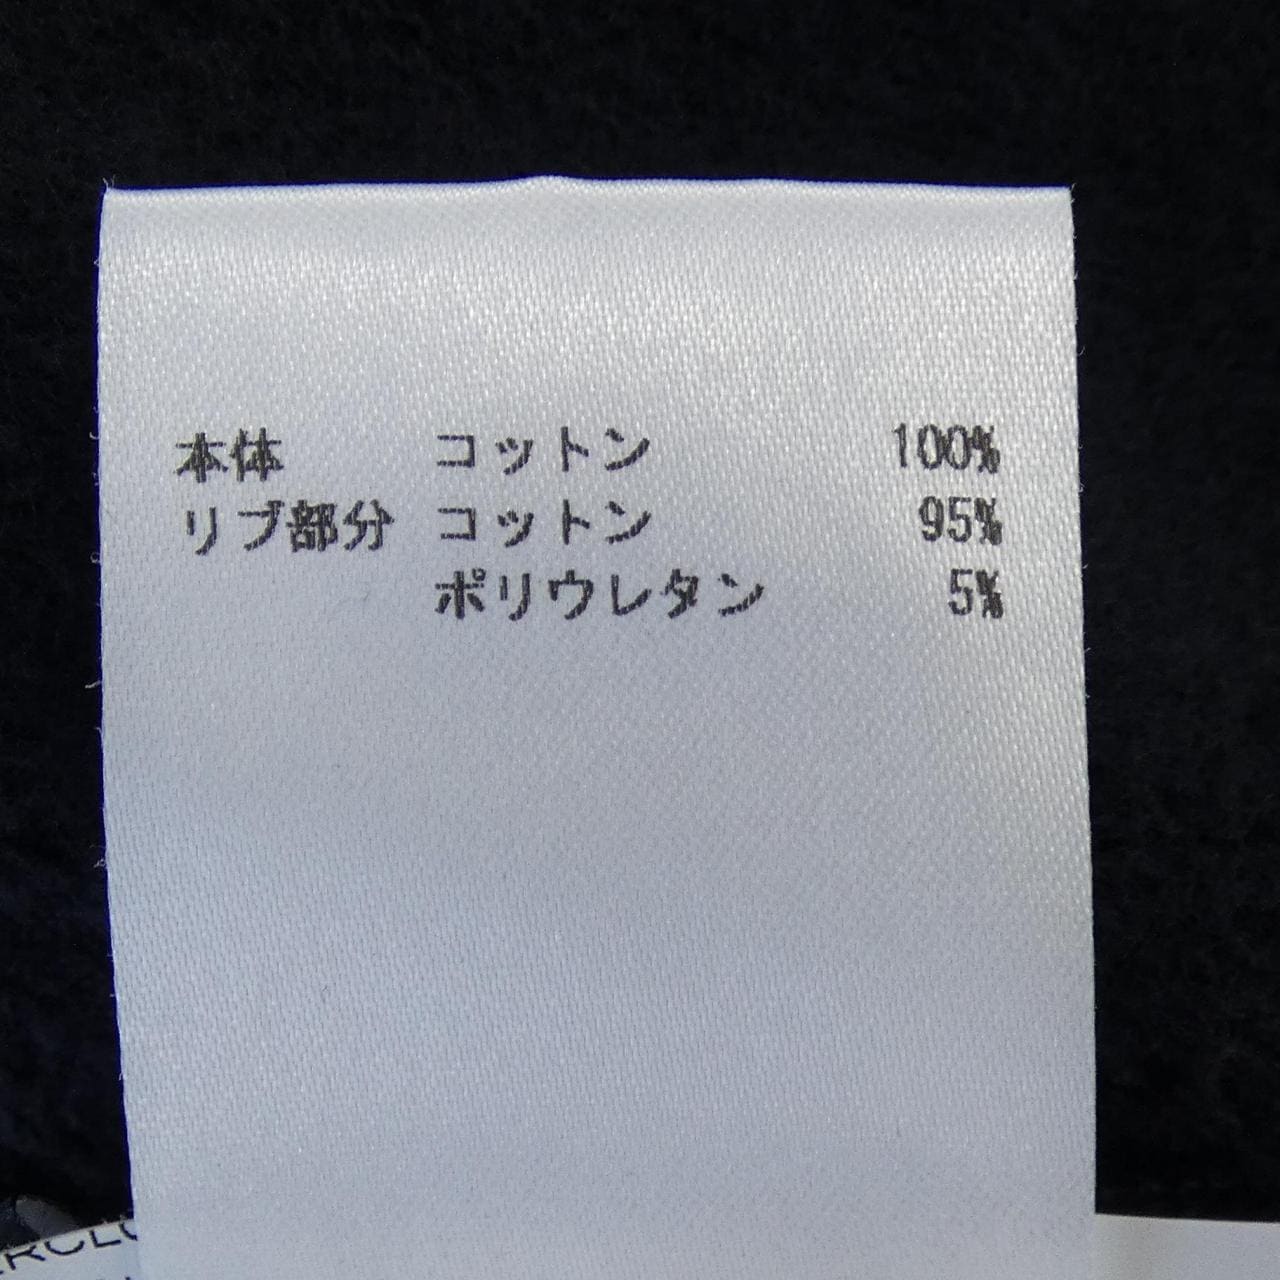 本体 コットン 100%
リブ部分 コットン 95%
ポリウレタン 5%